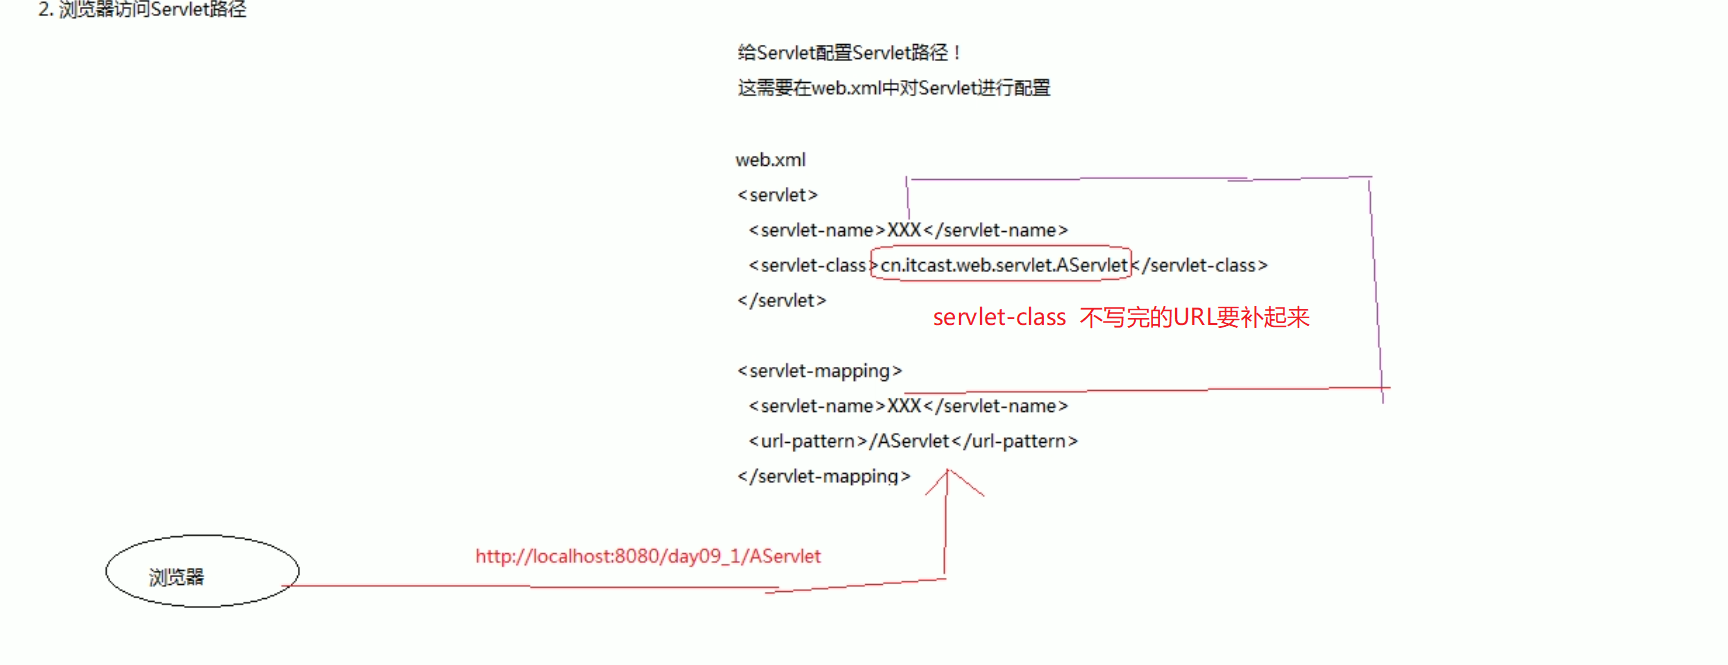 2. 浏览器访问Servlet路径
给Servlet配置Servlet路径！
这需要在web.xml中对Servlet进行配置
web.xml
<servlet>
<servlet-name>XXX</servlet-name>
<servlet-class>cn.itcast.web.servlet.AServlet</servlet-class>
</servlet>
servlet-class 不写完的URL要补起来
<servlet-mapping>
<servlet-name>XXX</servlet-name>
<url-pattern>/AServlet</url-pattern>
</servlet-mapping>
http://localhost:8080/day09_1/AServlet
浏览器